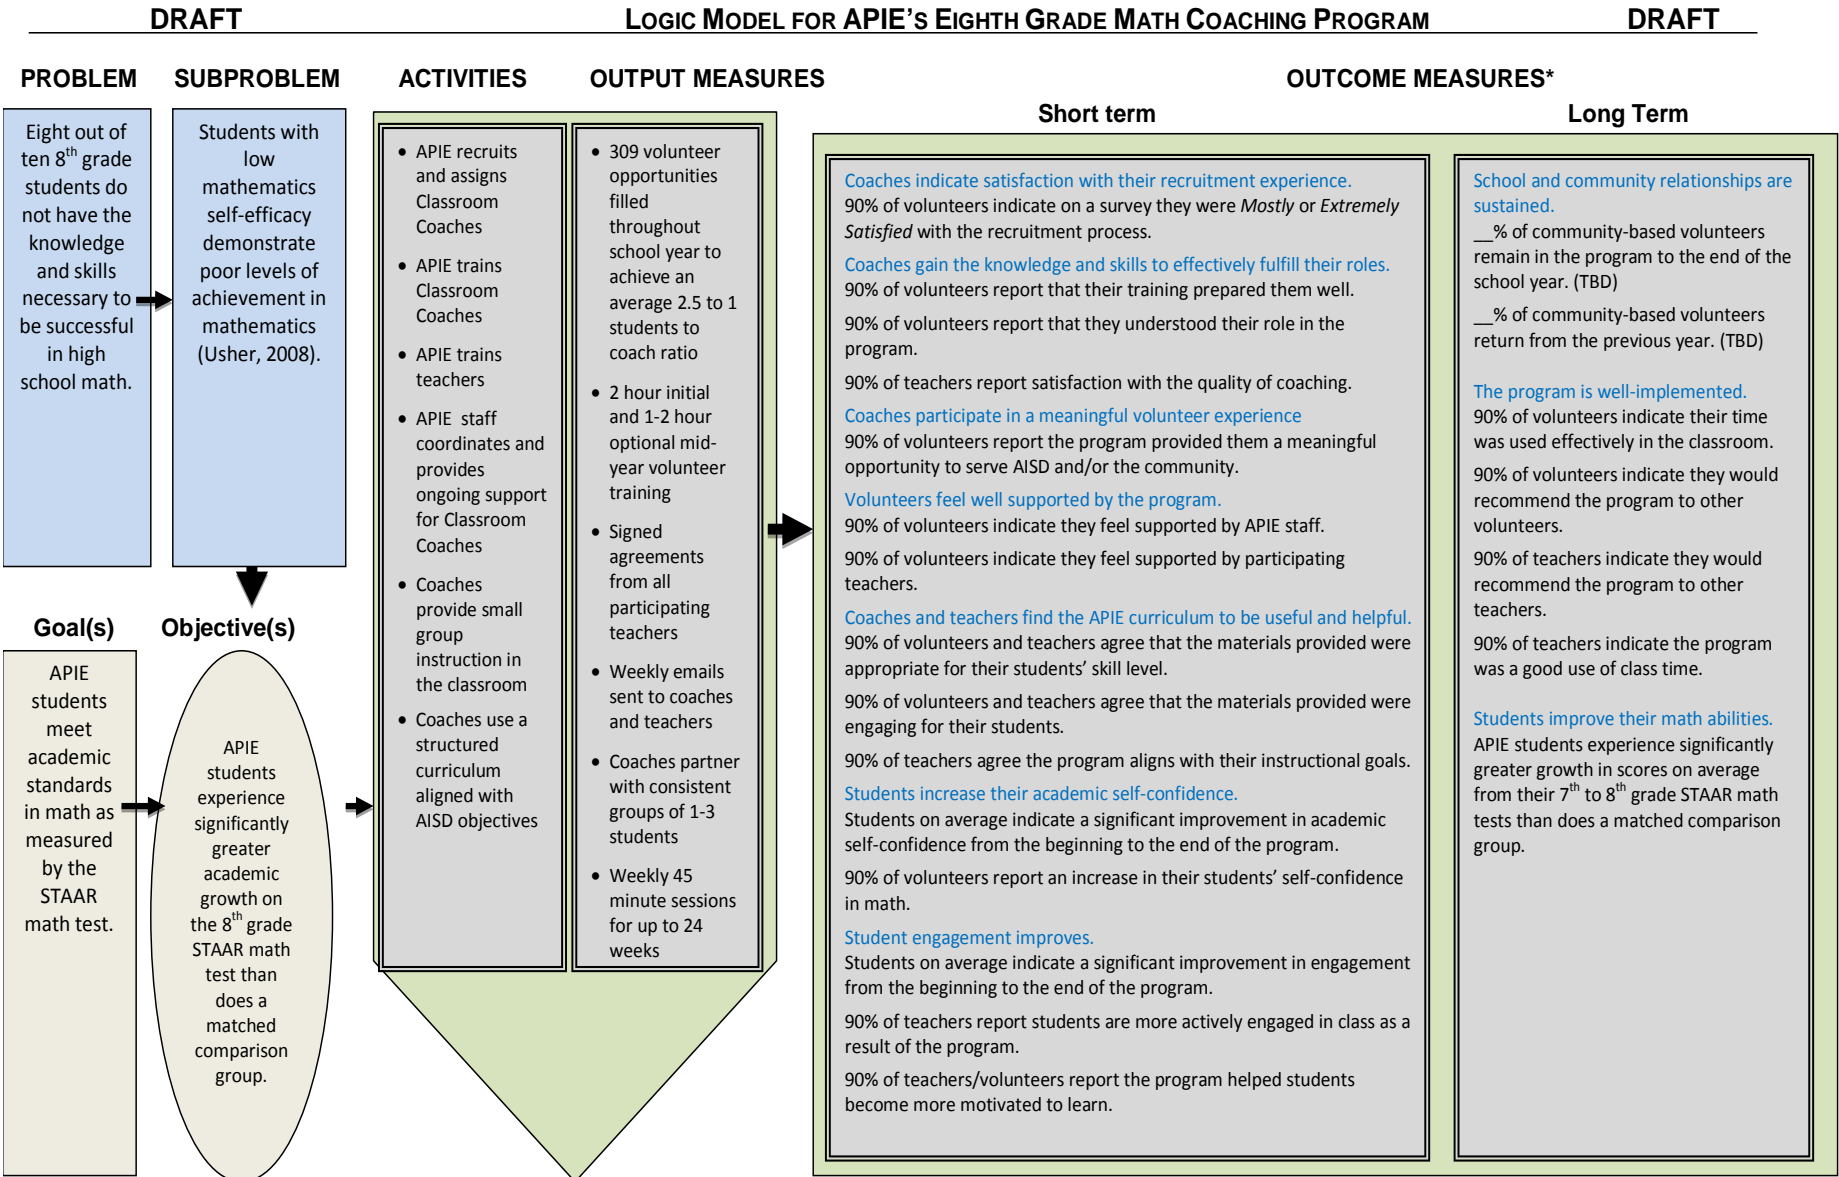 DRAFT
LOGIC MODEL FOR APIE'S EIGHTH GRADE MATH COACHING PROGRAM
DRAFT
PROBLEM
SUBPROBLEM
ACTIVITIES
OUTPUT MEASURES
OUTCOME MEASURES*
Short term
Long Term
Eight out of
ten 8th grade
students do
not have the
knowledge
and skills
necessary to
be successful
in high
school math.
Students with
low
mathematics
self-efficacy
demonstrate
poor levels of
achievement in
mathematics
(Usher, 2008).
Goal(s)
Objective(s)
APIE
students
meet
academic
standards
in math as
measured
by the
STAAR
math test.
APIE
students
experience
significantly
greater
academic
growth on
the 8th grade
STAAR math
test than
does a
matched
comparison
group.
• APIE recruits
and assigns
Classroom
Coaches
• APIE trains
Classroom
Coaches
• APIE trains
teachers
• APIE staff
coordinates and
provides
ongoing support
for Classroom
Coaches
• Coaches
provide small
group
instruction in
the classroom
• Coaches use a
structured
curriculum
aligned with
AISD objectives
• 309 volunteer
opportunities
filled
throughout
school year to
achieve an
average 2.5 to 1
students to
coach ratio
• 2 hour initial
and 1-2 hour
optional mid-
year volunteer
training
• Signed
agreements
from all
participating
teachers
• Weekly emails
sent to coaches
and teachers
• Coaches partner
with consistent
groups of 1-3
students
• Weekly 45
minute sessions
for up to 24
weeks
Coaches indicate satisfaction with their recruitment experience.
90% of volunteers indicate on a survey they were Mostly or Extremely
Satisfied with the recruitment process.
Coaches gain the knowledge and skills to effectively fulfill their roles.
90% of volunteers report that their training prepared them well.
90% of volunteers report that they understood their role in the
program.
90% of teachers report satisfaction with the quality of coaching.
Coaches participate in a meaningful volunteer experience
90% of volunteers report the program provided them a meaningful
opportunity to serve AISD and/or the community.
Volunteers feel well supported by the program.
90% of volunteers indicate they feel supported by APIE staff.
90% of volunteers indicate they feel supported by participating
teachers.
Coaches and teachers find the APIE curriculum to be useful and helpful.
90% of volunteers and teachers agree that the materials provided were
appropriate for their students' skill level.
90% of volunteers and teachers agree that the materials provided were
engaging for their students.
90% of teachers agree the program aligns with their instructional goals.
Students increase their academic self-confidence.
Students on average indicate a significant improvement in academic
self-confidence from the beginning to the end of the program.
90% of volunteers report an increase in their students' self-confidence
in math.
Student engagement improves.
Students on average indicate a significant improvement in engagement
from the beginning to the end of the program.
90% of teachers report students are more actively engaged in class as a
result of the program.
90% of teachers/volunteers report the program helped students
become more motivated to learn.
School and community relationships are
sustained.
__% of community-based volunteers
remain in the program to the end of the
school year. (TBD)
__% of community-based volunteers
return from the previous year. (TBD)
The program is well-implemented.
90% of volunteers indicate their time
was used effectively in the classroom.
90% of volunteers indicate they would
recommend the program to other
volunteers.
90% of teachers indicate they would
recommend the program to other
teachers.
90% of teachers indicate the program
was a good use of class time.
Students improve their math abilities.
APIE students experience significantly
greater growth in scores on average
from their 7th to 8th grade STAAR math
tests than does a matched comparison
group.